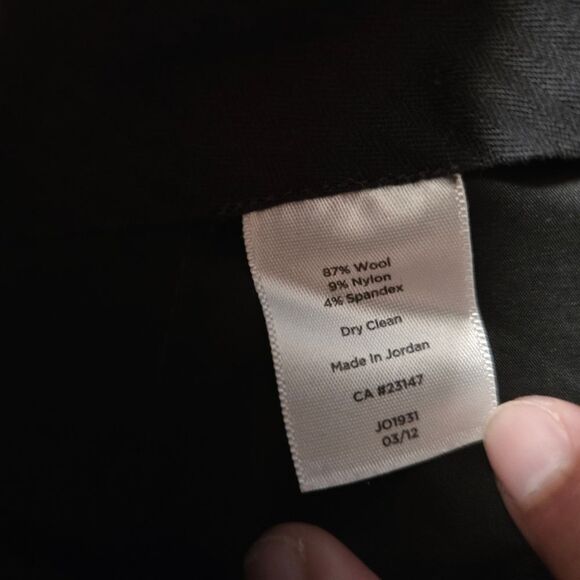 87% Wool
9% Nylon
4% Spandex
Dry Clean
Made In Jordan
CA #23147
JO1931
03/12